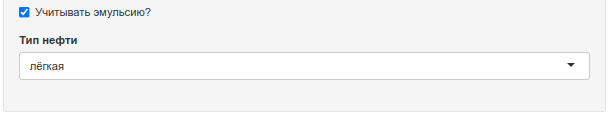 Учитывать эмульсию?
Тип нефти
лёгкая